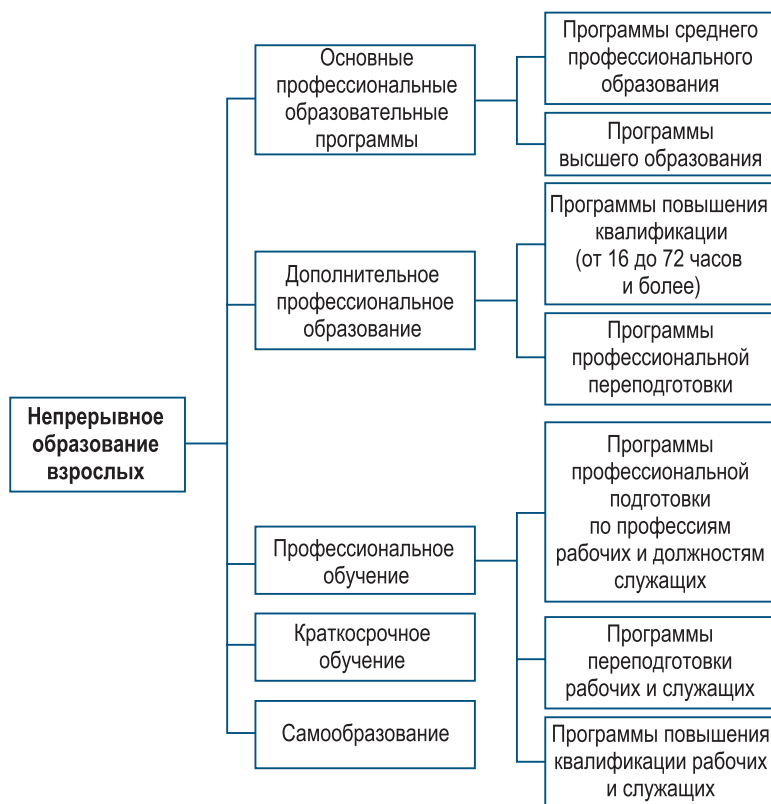 Непрерывное
образование
взрослых
Основные
профессиональные
образовательные
программы
Программы среднего
профессионального
образования
Программы
высшего образования
Дополнительное
профессиональное
образование
Программы повышения
квалификации
(от 16 до 72 часов
и более)
Программы
профессиональной
переподготовки
Профессиональное
обучение
Программы
профессиональной
подготовки
по профессиям
рабочих и должностям
служащих
Программы
переподготовки
рабочих и служащих
Программы повышения
квалификации рабочих
и служащих
Краткосрочное
обучение
Самообразование